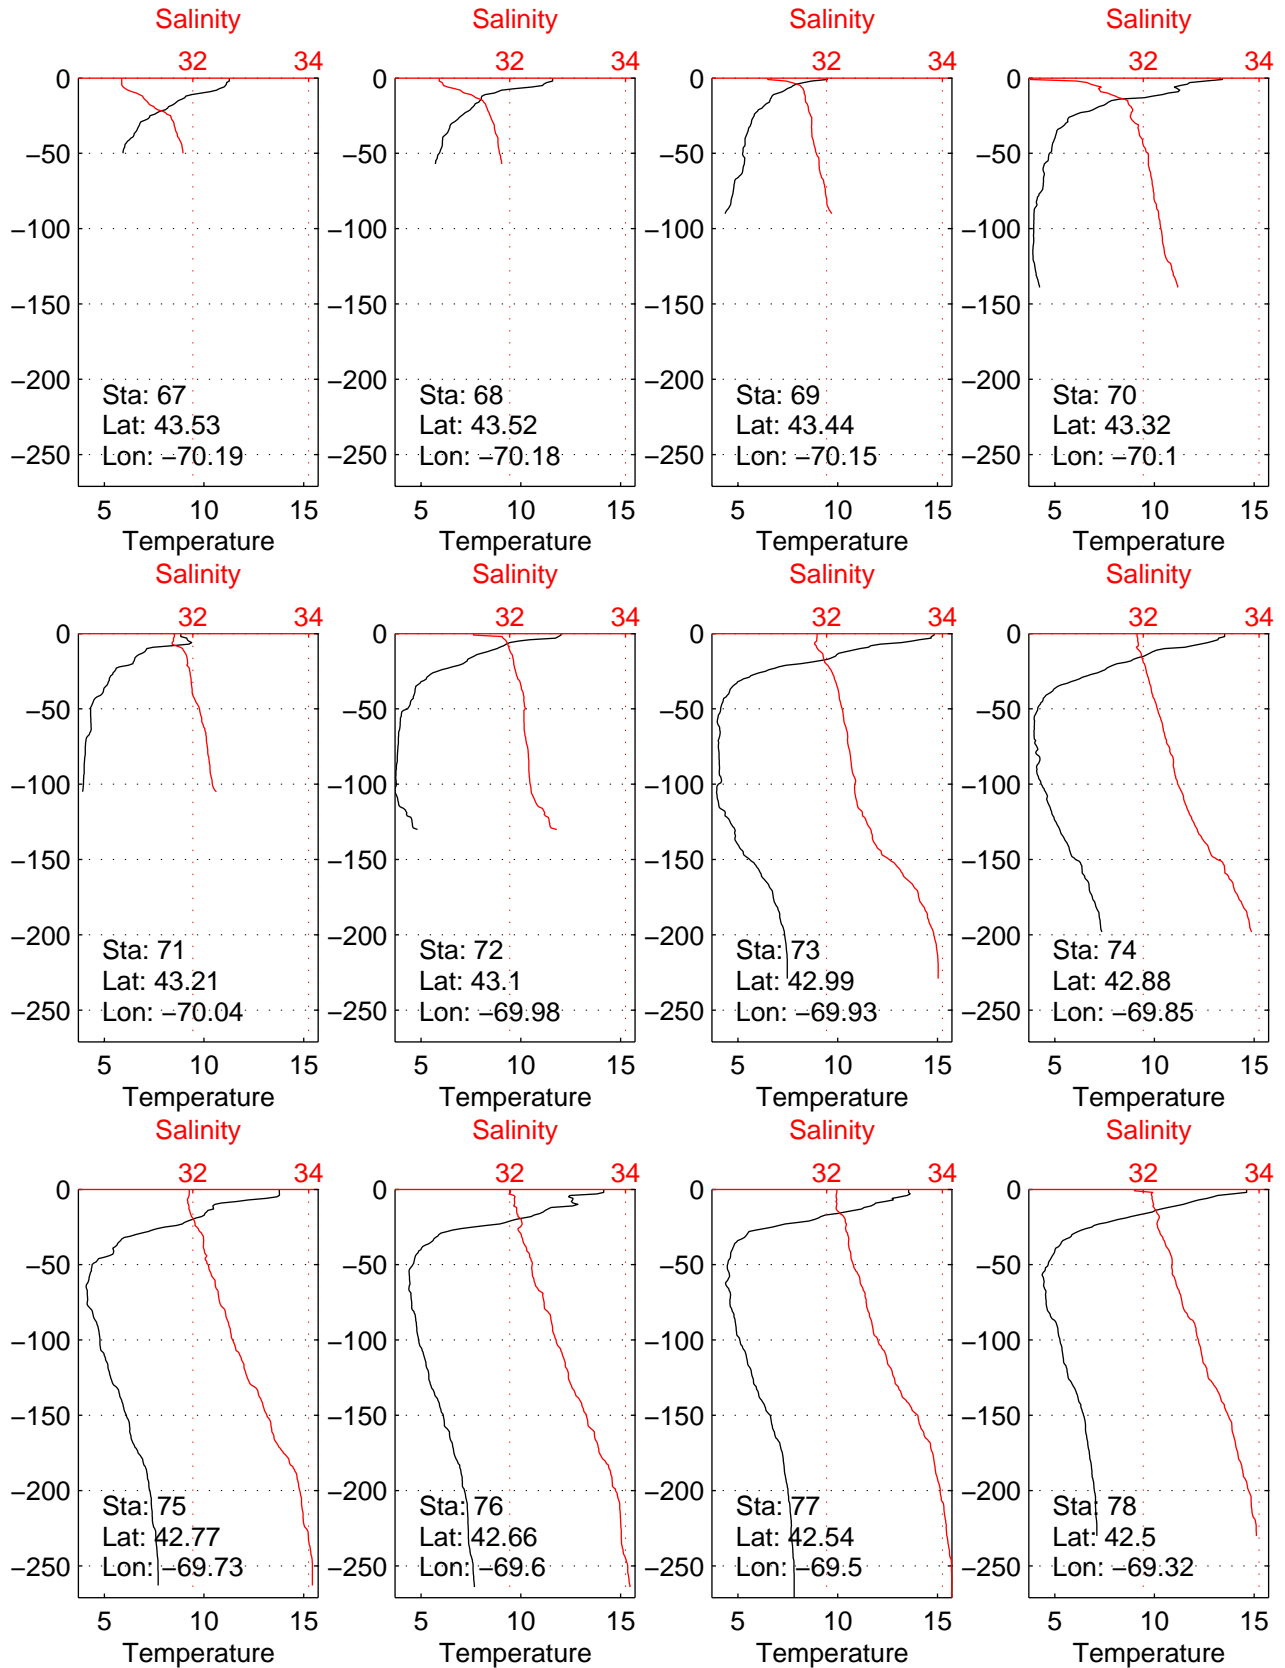 Salinity Salinity Salinity Salinity
32 34 32 34 32 34 32 34
0 0 0 0
−50 −50 −50 −50
−100 −100 −100 −100
−150 −150 −150 −150
−200 −200 −200 −200
Sta: 67 Sta: 68 Sta: 69 Sta: 70
Lat: 43.53 Lat: 43.52 Lat: 43.44 Lat: 43.32
−250 Lon: −70.19 −250 Lon: −70.18 −250 Lon: −70.15 −250 Lon: −70.1
5 10 15 5 10 15 5 10 15 5 10 15
Temperature Temperature Temperature Temperature
Salinity Salinity Salinity Salinity
32 34 32 34 32 34 32 34
0 0 0 0
−50 −50 −50 −50
−100 −100 −100 −100
−150 −150 −150 −150
−200 −200 −200 −200
Sta: 71 Sta: 72 Sta: 73 Sta: 74
Lat: 43.21 Lat: 43.1 Lat: 42.99 Lat: 42.88
−250 Lon: −70.04 −250 Lon: −69.98 −250 Lon: −69.93 −250 Lon: −69.85
5 10 15 5 10 15 5 10 15 5 10 15
Temperature Temperature Temperature Temperature
Salinity Salinity Salinity Salinity
32 34 32 34 32 34 32 34
0 0 0 0
−50 −50 −50 −50
−100 −100 −100 −100
−150 −150 −150 −150
−200 −200 −200 −200
Sta: 75 Sta: 76 Sta: 77 Sta: 78
Lat: 42.77 Lat: 42.66 Lat: 42.54 Lat: 42.5
−250 Lon: −69.73 −250 Lon: −69.6 −250 Lon: −69.5 −250 Lon: −69.32
5 10 15 5 10 15 5 10 15 5 10 15
Temperature Temperature Temperature Temperature